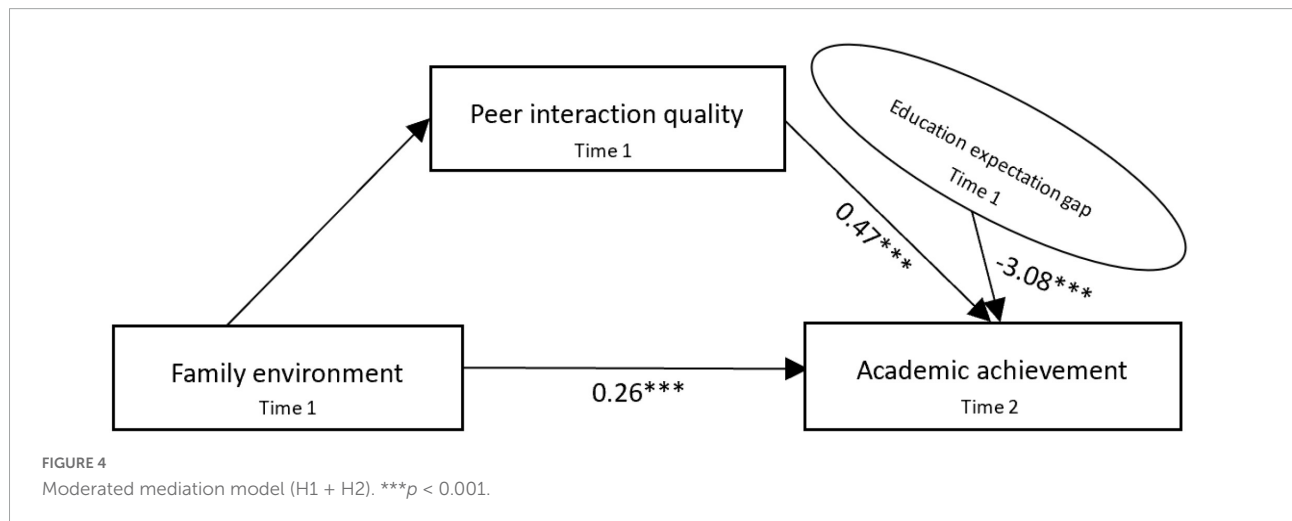 Peer interaction quality
Time 1
Education expectation gap
Time 1
0.47***
-3.08***
Family environment
Time 1
0.26***
Academic achievement
Time 2
FIGURE 4
Moderated mediation model (H1 + H2). ***p < 0.001.